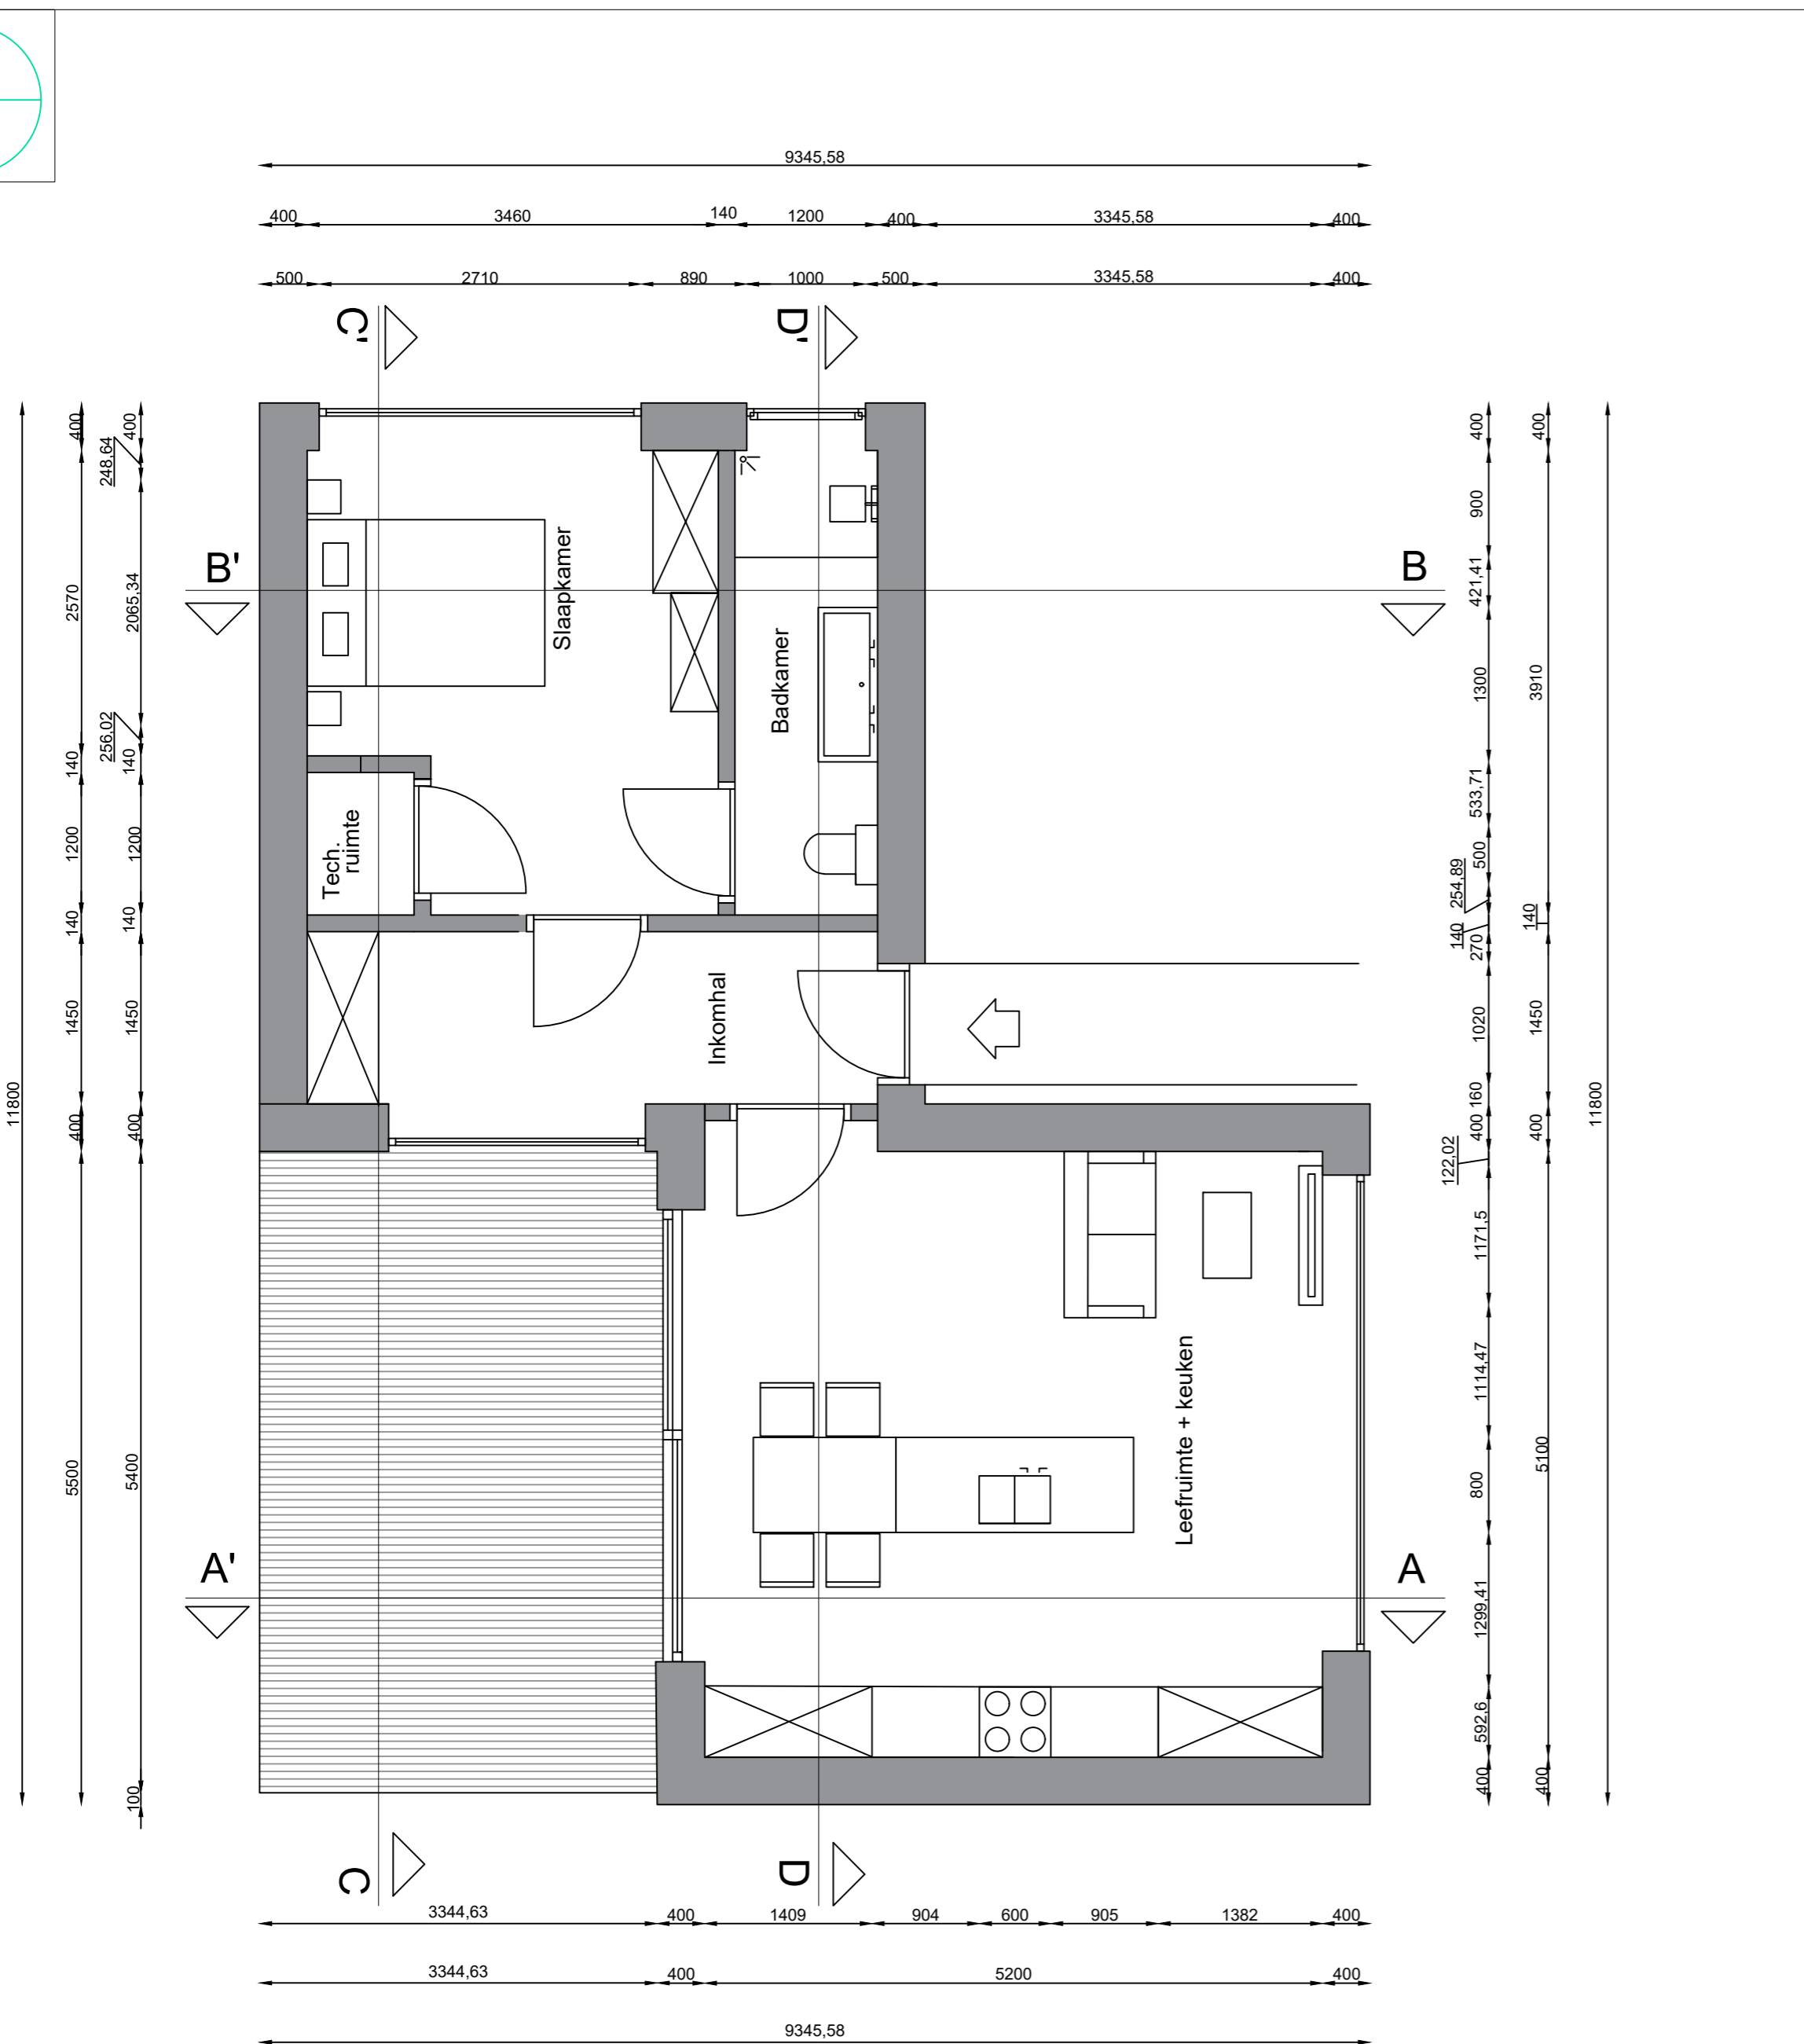 9345,58
400 3460 140 1200 400 3345,58 400
500 2710 890 1000 500 3345,58 400
C' D'
11800
400 2570 140 1200 140 1450 400 5500
400 248,64 2065,34 256,02 140 1200 140 1450 400 5400 100
B' B
Slaapkamer
Badkamer
Tech.
ruimte
Inkomhal
Leefruimte + keuken
A' A
400 900 421,41 1300 533,71 500 254,89 140 270 1020 160 400 122,02 1171,5 1114,47 800 1299,41 592,6 400
400 3910 140 1450 400 5100 400
11800
C D
3344,63 400 1409 904 600 905 1382 400
3344,63 400 5200 400
9345,58